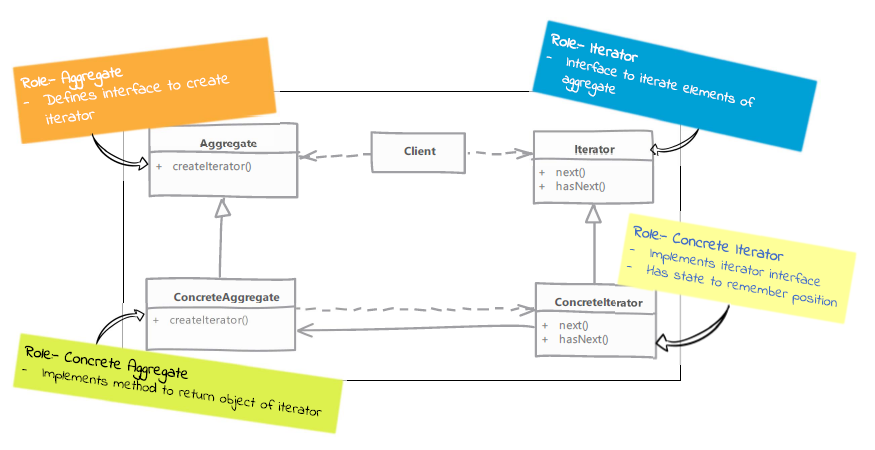 Role- Aggregate
- Defines interface to create
iterator
Role- Iterator
- Interface to iterate elements of
aggregate
Aggregate
+ createIterator()
Client
Iterator
+ next()
+ hasNext()
Role- Concrete Iterator
- Implements iterator interface
- Has state to remember position
ConcreteAggregate
+ createIterator()
ConcreteIterator
+ next()
+ hasNext()
Role- Concrete Aggregate
- Implements method to return object of iterator